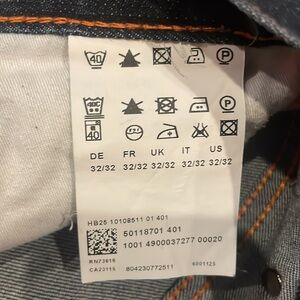 40 P
40C P
40
DE FR UK IT US
32/32 32/32 32/32 32/32 32/32
HB25 10108511 01 401
50118701 401
1001 4900037277 00020
RN73616
CA23115 804230772511 6001125